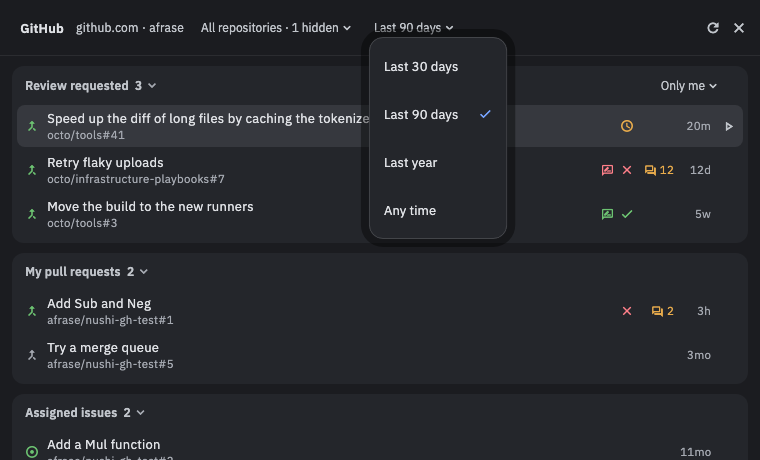 GitHub github.com · afrase All repositories · 1 hidden Last 90 days
Last 30 days
Last 90 days
Last year
Any time
Review requested 3 Only me
Speed up the diff of long files by caching the tokenize 20m
octo/tools#41
Retry flaky uploads 12 12d
octo/infrastructure-playbooks#7
Move the build to the new runners 5w
octo/tools#3
My pull requests 2
Add Sub and Neg 2 3h
afrase/nushi-gh-test#1
Try a merge queue 3mo
afrase/nushi-gh-test#5
Assigned issues 2
Add a Mul function 11mo